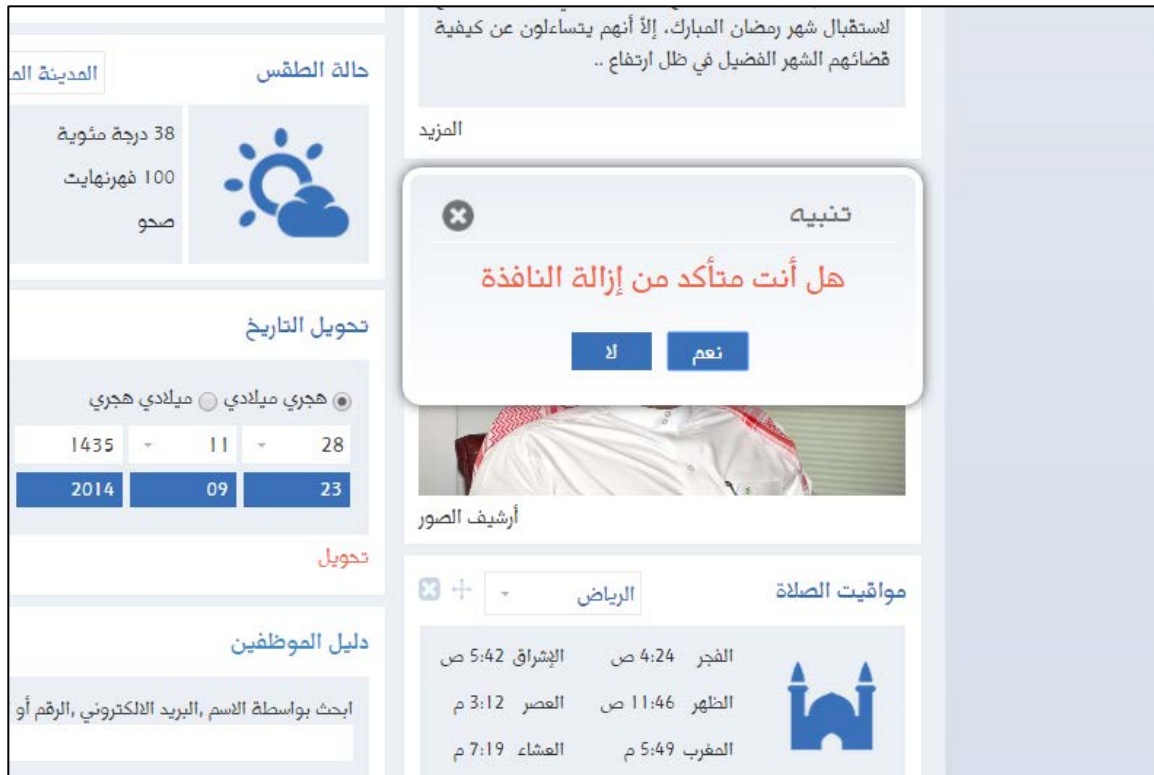 لاستقبال شهر رمضان المبارك، إلاّ أنهم يتساءلون عن كيفية
قضائهم الشهر الفضيل في ظل ارتفاع ..
المزيد
تنبيه
هل أنت متأكد من إزالة النافذة
نعم لا
أرشيف الصور
مواقيت الصلاة الرياض
الفجر 4:24 ص الإشراق 5:42 ص
الظهر 11:46 ص العصر 3:12 م
المغرب 5:49 م العشاء 7:19 م
حالة الطقس المدينة
38 درجة مئوية
100 فهرنهايت
صحو
تحويل التاريخ
هجري ميلادي ميلادي هجري
28 11 1435
23 09 2014
تحويل
دليل الموظفين
ابحث بواسطة الاسم ,البريد الالكتروني ,الرقم أو